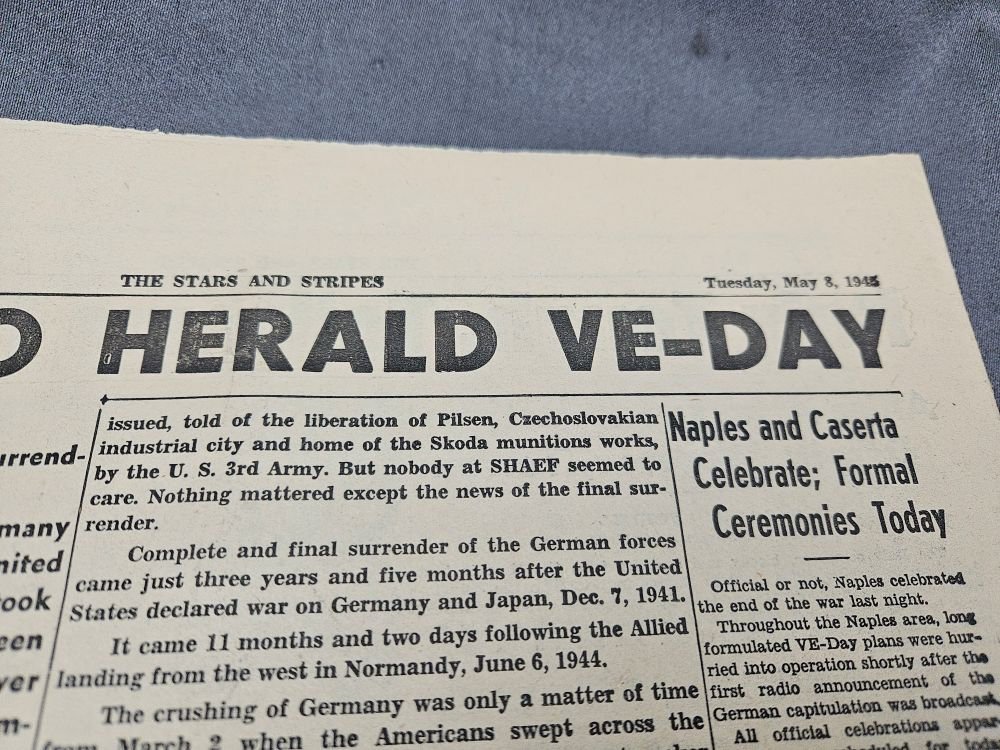 THE STARS AND STRIPES
Tuesday, May 8, 1945
HERALD VE-DAY
urrend-
many
nited
ook
een
ver
m-
issued, told of the liberation of Pilsen, Czechoslovakian
industrial city and home of the Skoda munitions works,
by the U. S. 3rd Army. But nobody at SHAEF seemed to
care. Nothing mattered except the news of the final sur-
render.
Complete and final surrender of the German forces
came just three years and five months after the United
States declared war on Germany and Japan, Dec. 7, 1941.
It came 11 months and two days following the Allied
landing from the west in Normandy, June 6, 1944.
The crushing of Germany was only a matter of time
from March 2 when the Americans swept across the
Naples and Caserta
Celebrate; Formal
Ceremonies Today
Official or not, Naples celebrated
the end of the war last night.
Throughout the Naples area, long
formulated VE-Day plans were hur-
ried into operation shortly after the
first radio announcement of the
German capitulation was broadcast.
All official celebrations appar